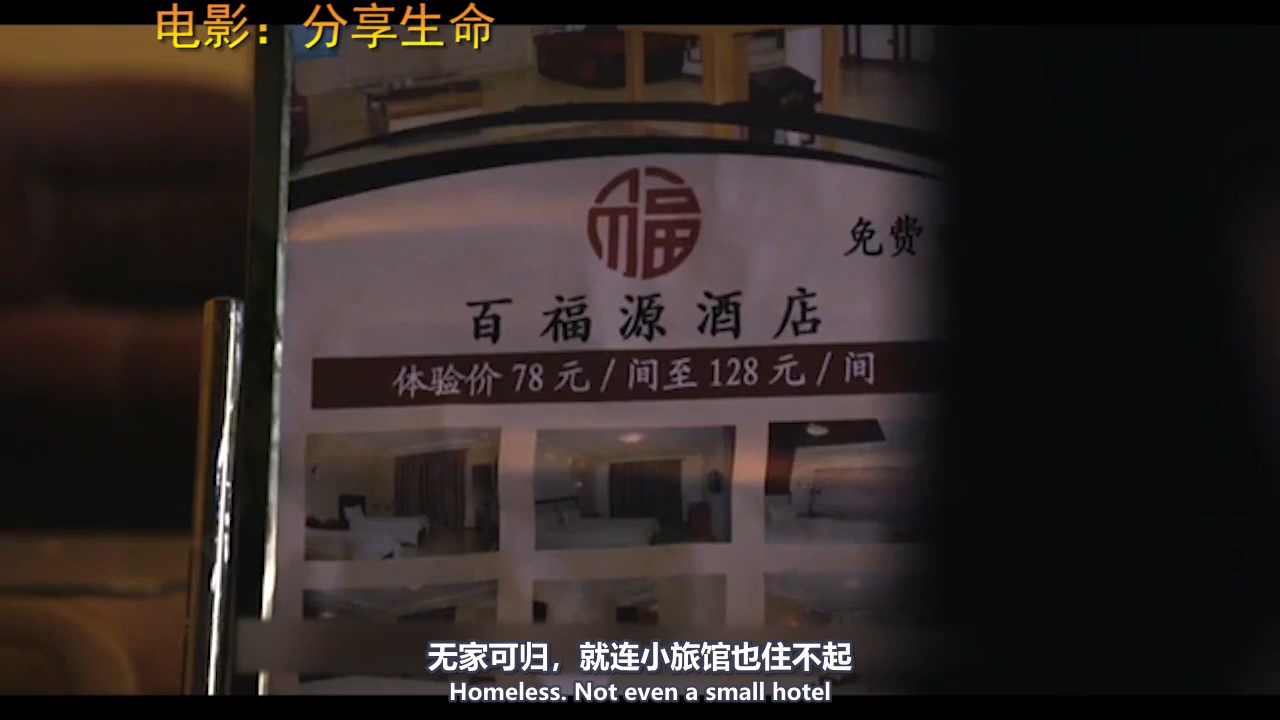 电影：分享生命
福
免费
百福源酒店
体验价 78 元 / 间至 128 元 / 间
无家可归，就连小旅馆也住不起
Homeless. Not even a small hotel